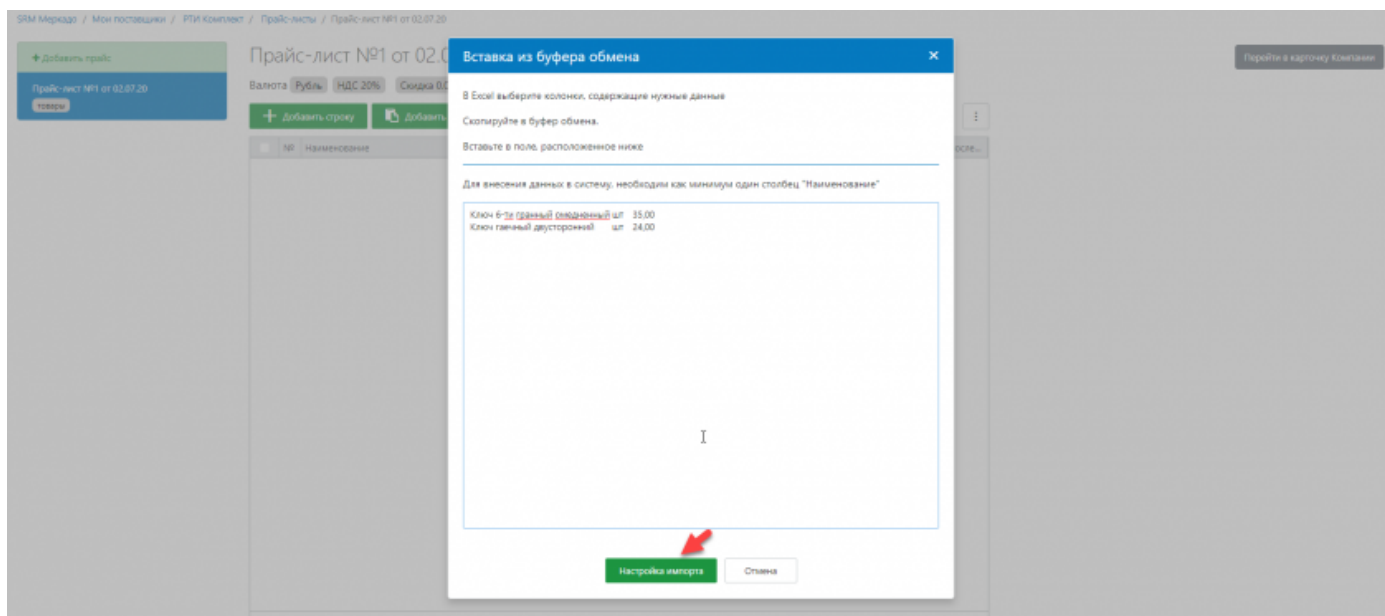 SRM Меркадо / Мои поставщики / РТИ Комплект / Прайс-листы / Прайс-лист №1 от 02.07.20
+ Добавить прайс
Прайс-лист №1 от 02.07.20
товары
Прайс-лист №1 от 02.0
Перейти в карточку Компании
Валюта Рубль НДС 20% Скидка 0.0
+ Добавить строку
Добавить
№ Наименование
осле...
Вставка из буфера обмена
В Excel выберите колонки, содержащие нужные данные
Скопируйте в буфер обмена.
Вставьте в поле, расположенное ниже
Для внесения данных в систему, необходим как минимум один столбец "Наименование"
Ключ 6-ти гранный омедненный шт 35,00
Ключ гаечный двусторонний шт 24,00
Настройка импорта
Отмена